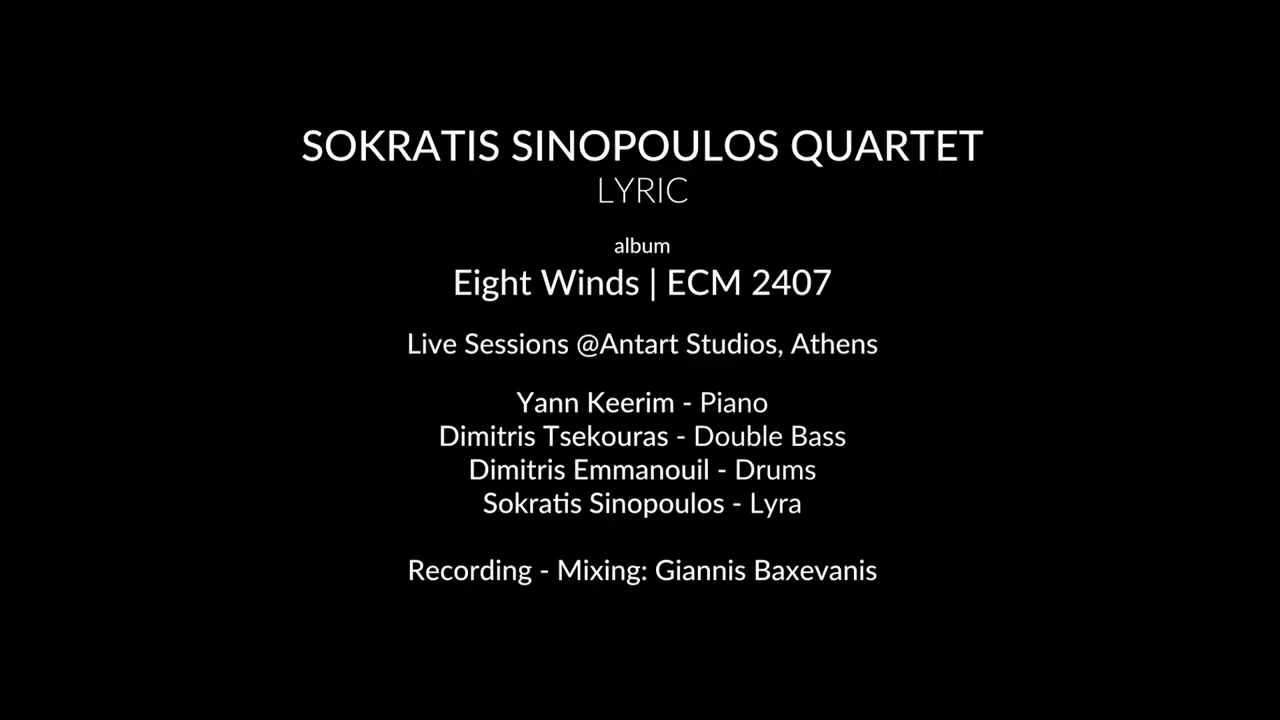 SOKRATIS SINOPOULOS QUARTET
LYRIC
album
Eight Winds | ECM 2407
Live Sessions @Antart Studios, Athens
Yann Keerim - Piano
Dimitris Tsekouras - Double Bass
Dimitris Emmanouil - Drums
Sokratis Sinopoulos - Lyra
Recording - Mixing: Giannis Baxevanis